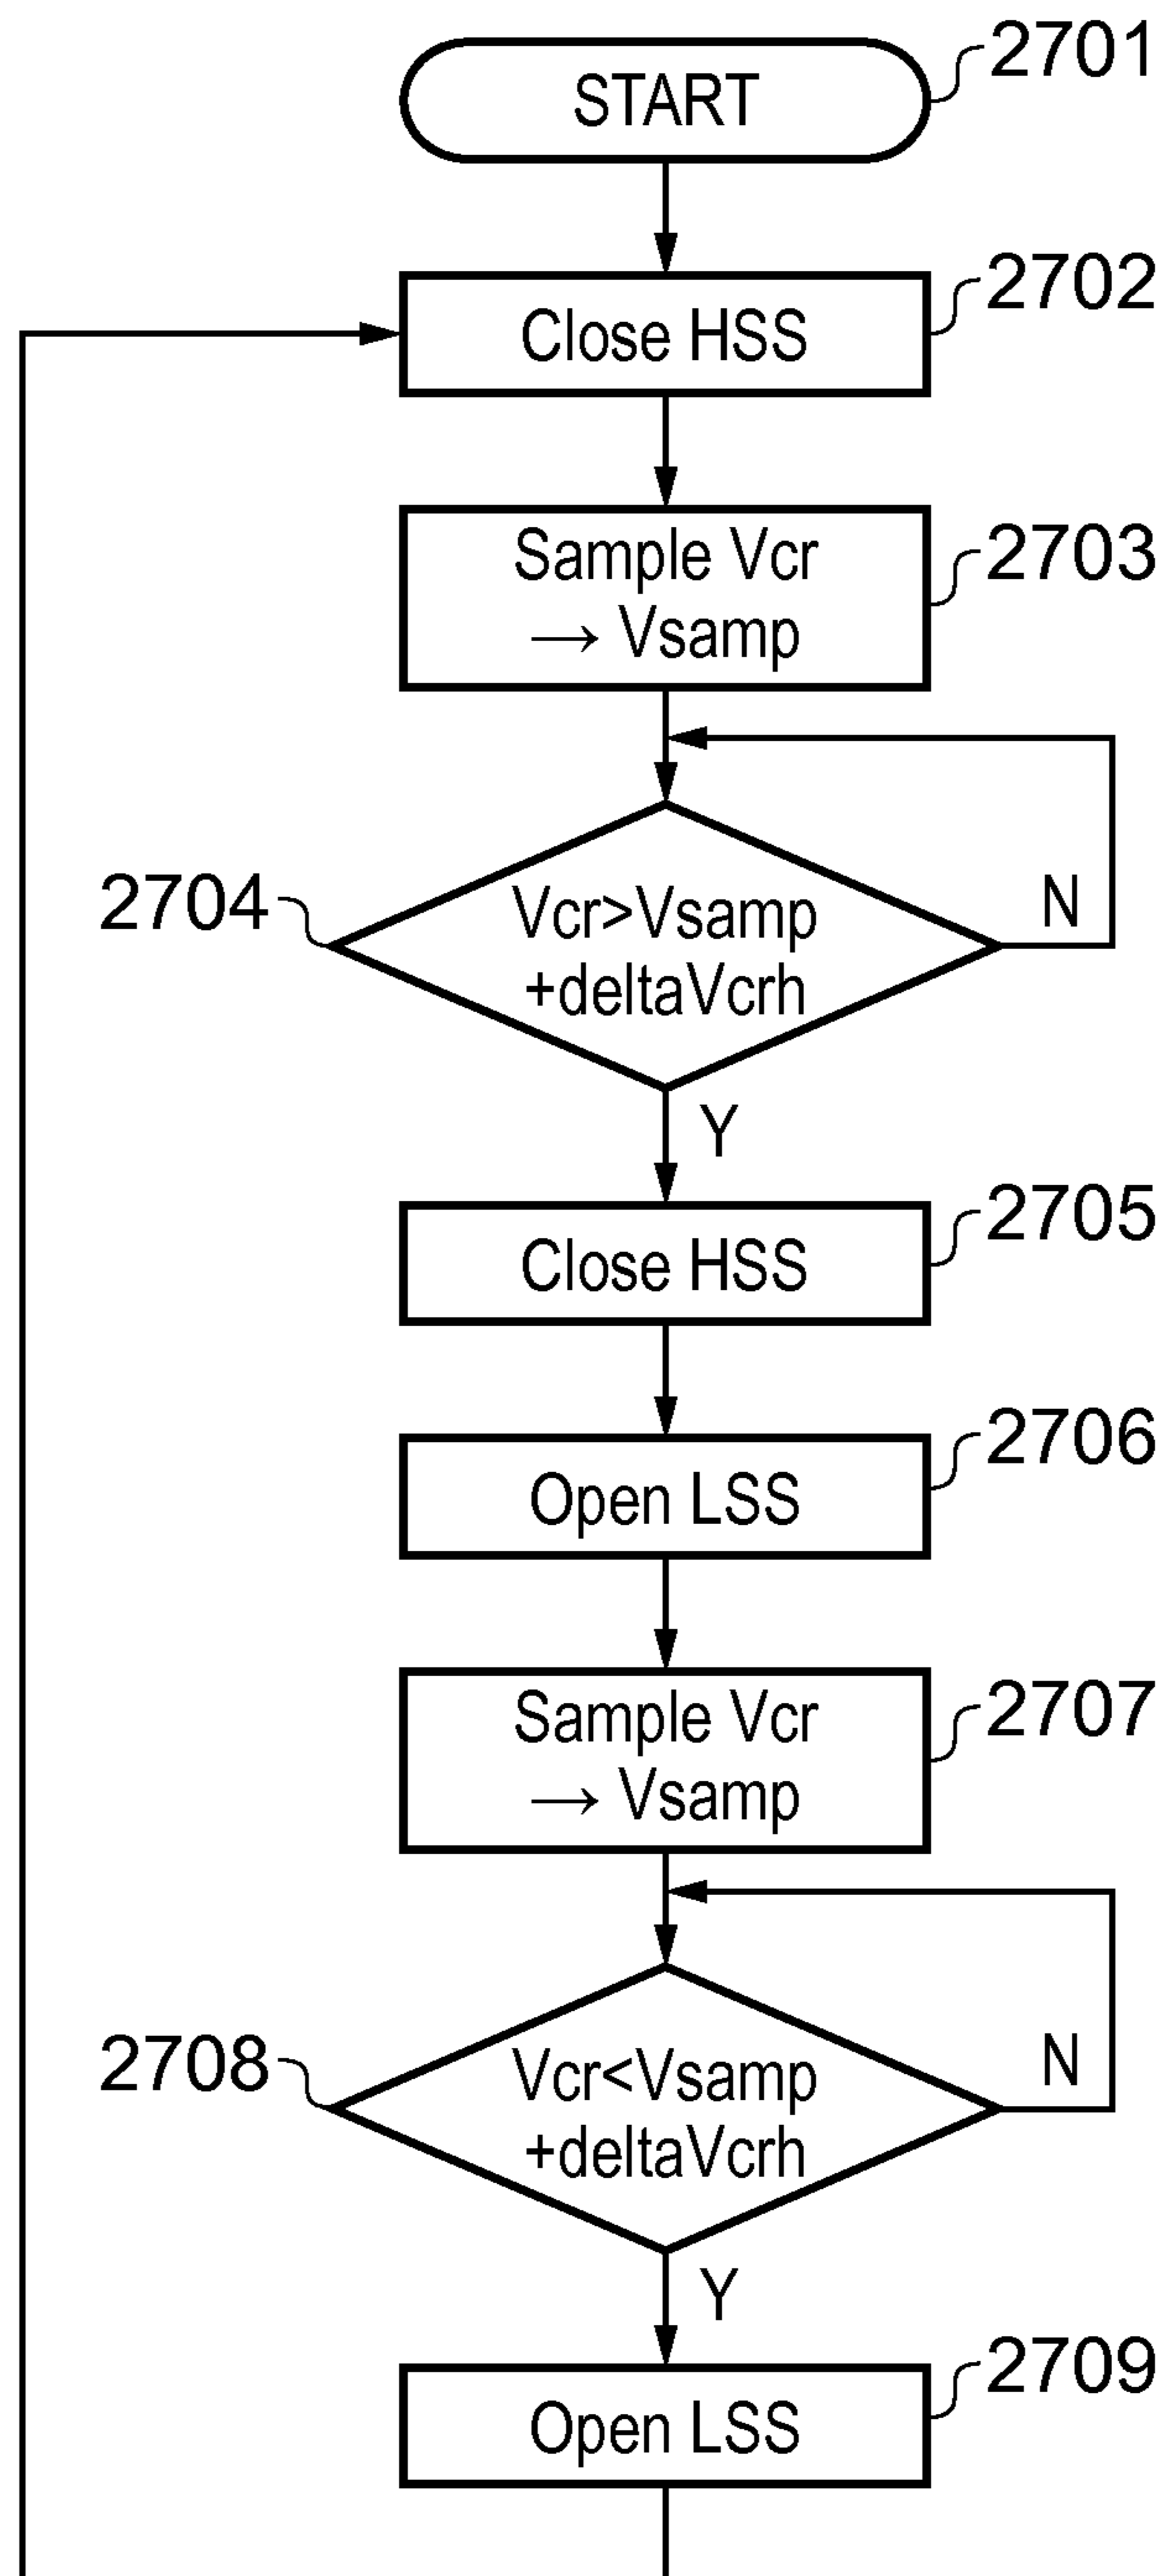 START
2701
Close HSS
2702
Sample Vcr
→ Vsamp
2703
2704
Vcr>Vsamp
+deltaVcrh
N
Y
Close HSS
2705
Open LSS
2706
Sample Vcr
→ Vsamp
2707
2708
Vcr<Vsamp
+deltaVcrh
N
Y
Open LSS
2709